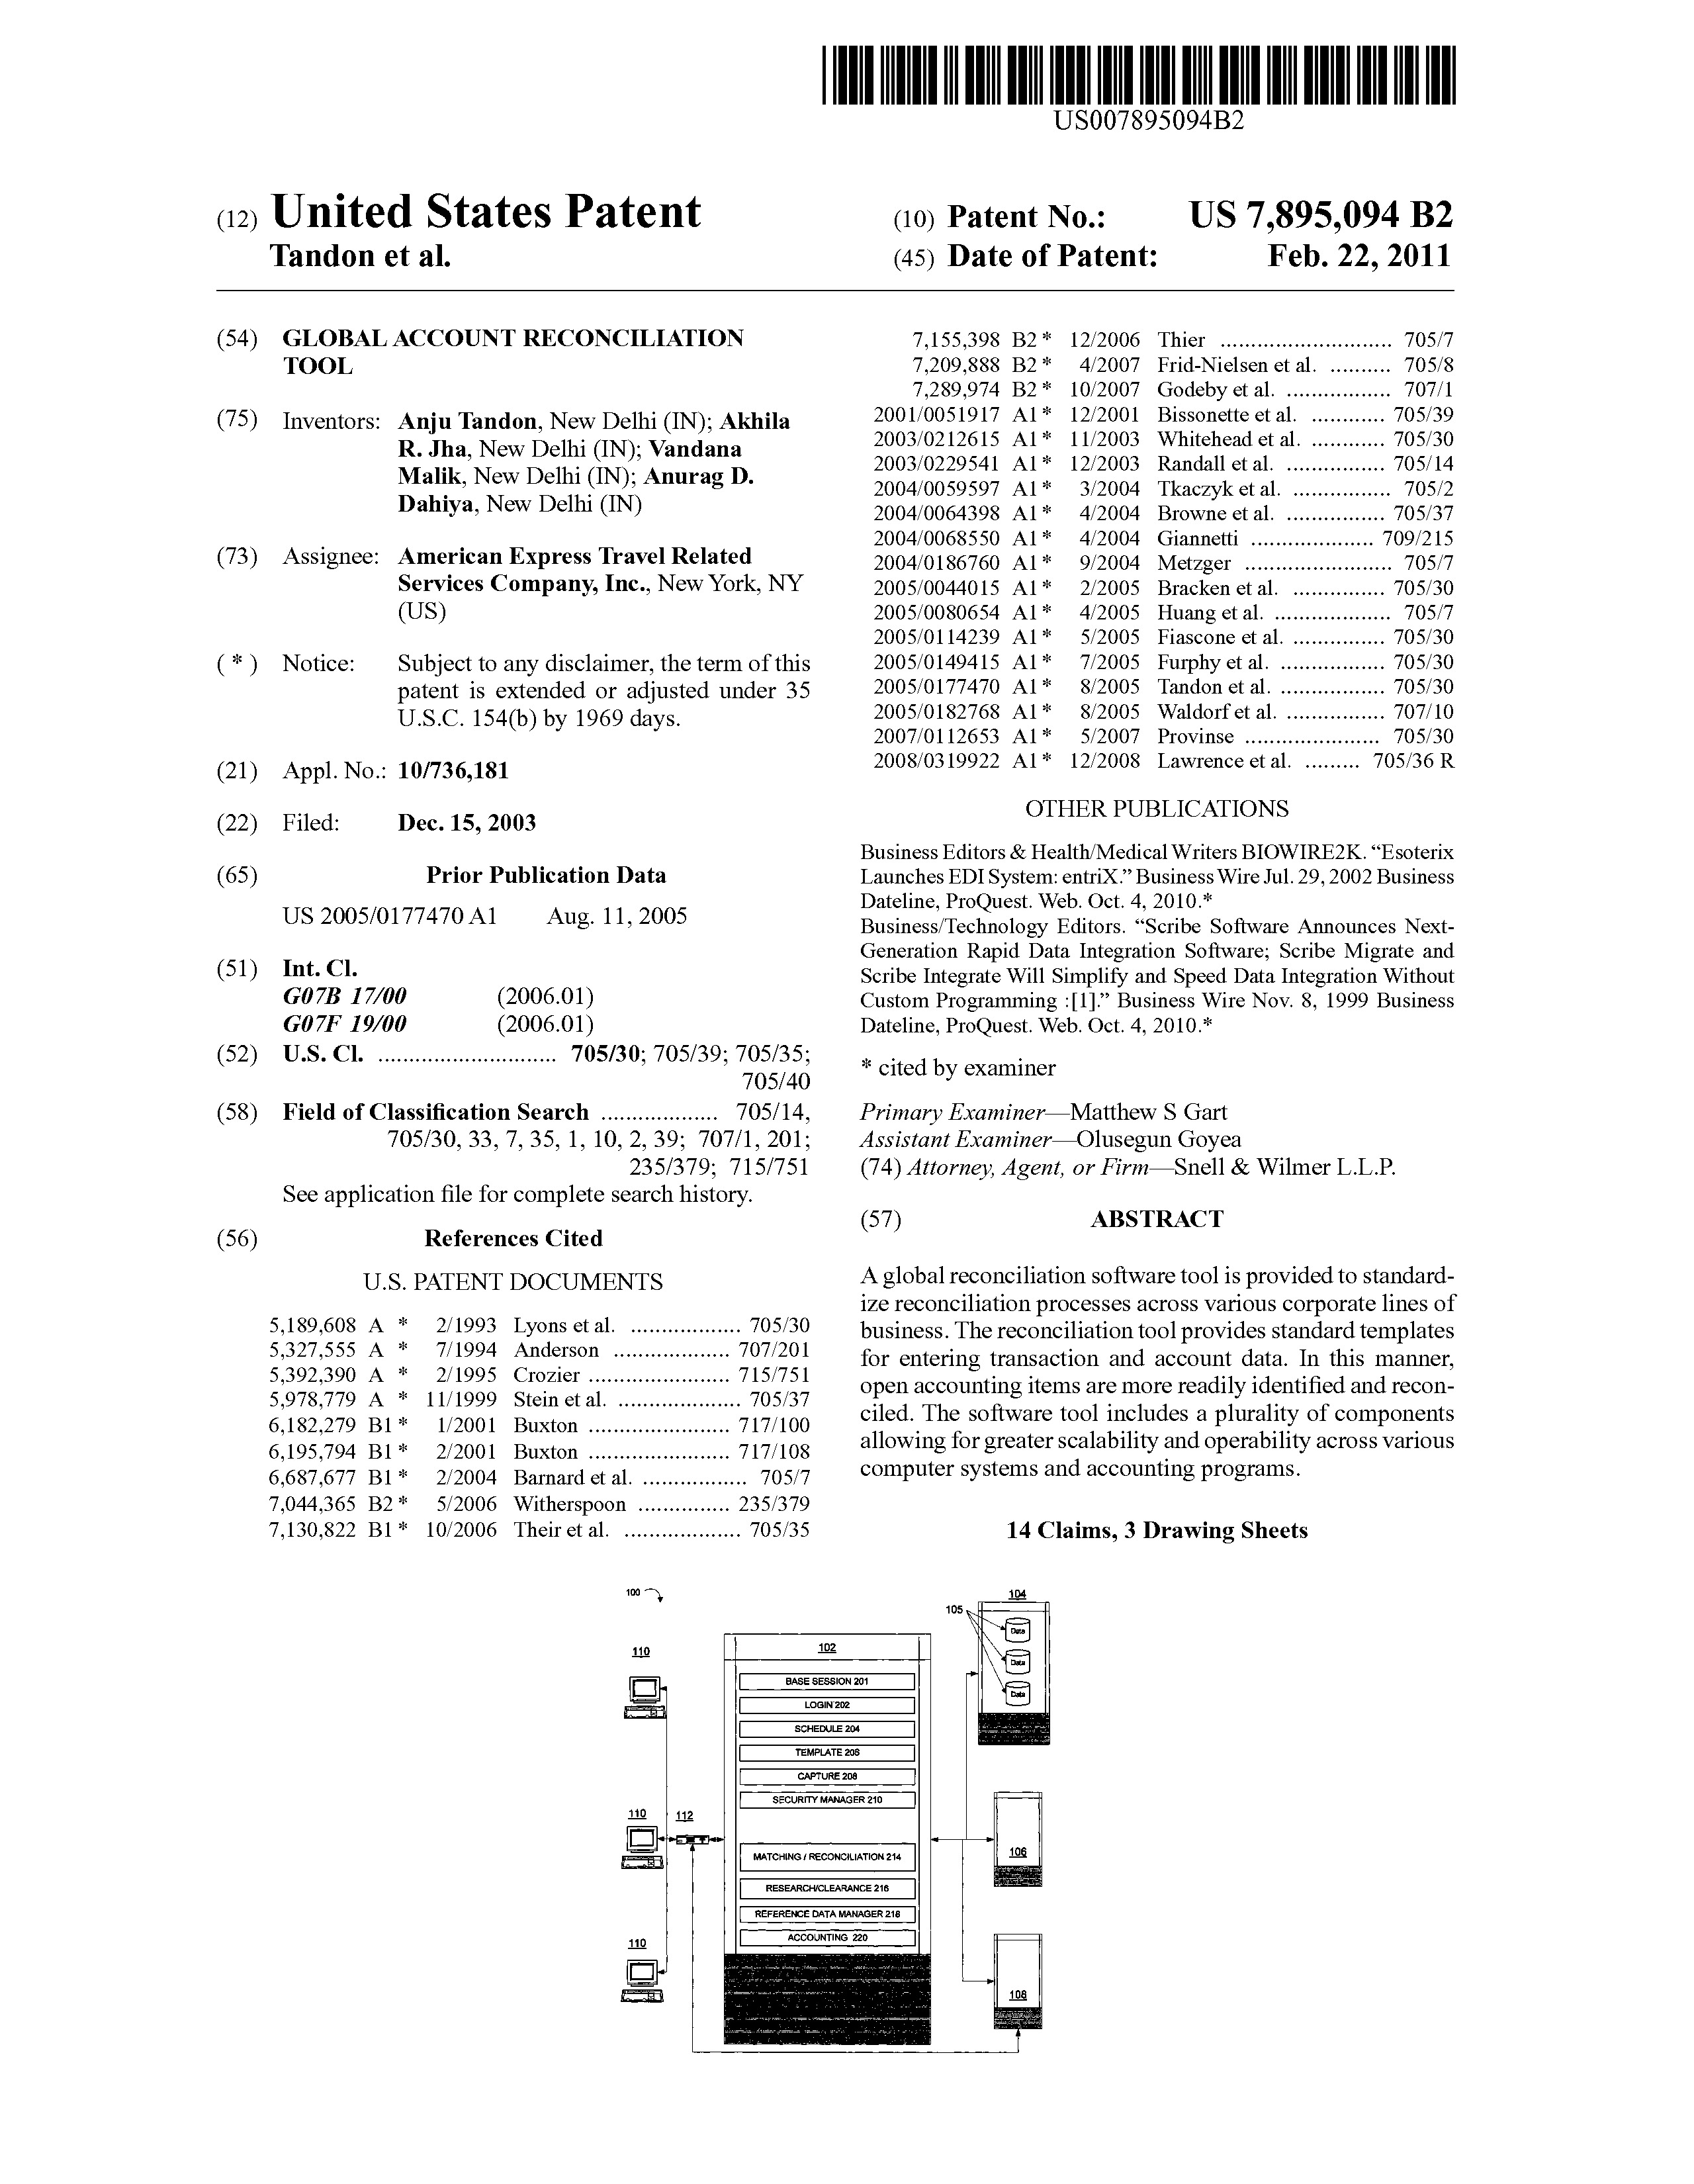 US007895094B2
(12) United States Patent
Tandon et al.
(10) Patent No.: US 7,895,094 B2
(45) Date of Patent: Feb. 22, 2011
(54) GLOBAL ACCOUNT RECONCILIATION
TOOL
(75) Inventors: Anju Tandon, New Delhi (IN); Akhila
R. Jha, New Delhi (IN); Vandana
Malik, New Delhi (IN); Anurag D.
Dahiya, New Delhi (IN)
(73) Assignee: American Express Travel Related
Services Company, Inc., New York, NY
(US)
( * ) Notice: Subject to any disclaimer, the term of this
patent is extended or adjusted under 35
U.S.C. 154(b) by 1969 days.
(21) Appl. No.: 10/736,181
(22) Filed: Dec. 15, 2003
(65) Prior Publication Data
US 2005/0177470 A1 Aug. 11, 2005
(51) Int. Cl.
G07B 17/00 (2006.01)
G07F 19/00 (2006.01)
(52) U.S. Cl. ............................. 705/30; 705/39; 705/35;
705/40
(58) Field of Classification Search ................... 705/14,
705/30, 33, 7, 35, 1, 10, 2, 39; 707/1, 201;
235/379; 715/751
See application file for complete search history.
(56) References Cited
U.S. PATENT DOCUMENTS
5,189,608 A * 2/1993 Lyons et al. .................. 705/30
5,327,555 A * 7/1994 Anderson ................... 707/201
5,392,390 A * 2/1995 Crozier ....................... 715/751
5,978,779 A * 11/1999 Stein et al. .................... 705/37
6,182,279 B1 * 1/2001 Buxton ....................... 717/100
6,195,794 B1 * 2/2001 Buxton ....................... 717/108
6,687,677 B1 * 2/2004 Barnard et al. ................. 705/7
7,044,365 B2 * 5/2006 Witherspoon ............... 235/379
7,130,822 B1 * 10/2006 Their et al. ................... 705/35
7,155,398 B2 * 12/2006 Thier ............................ 705/7
7,209,888 B2 * 4/2007 Frid-Nielsen et al. .......... 705/8
7,289,974 B2 * 10/2007 Godeby et al. ................. 707/1
2001/0051917 A1 * 12/2001 Bissonette et al. ............ 705/39
2003/0212615 A1 * 11/2003 Whitehead et al. ............ 705/30
2003/0229541 A1 * 12/2003 Randall et al. ................ 705/14
2004/0059597 A1 * 3/2004 Tkaczyk et al. ................ 705/2
2004/0064398 A1 * 4/2004 Browne et al. ................ 705/37
2004/0068550 A1 * 4/2004 Giannetti .................... 709/215
2004/0186760 A1 * 9/2004 Metzger ........................ 705/7
2005/0044015 A1 * 2/2005 Bracken et al. ............... 705/30
2005/0080654 A1 * 4/2005 Huang et al. ................... 705/7
2005/0114239 A1 * 5/2005 Fiascone et al. ............... 705/30
2005/0149415 A1 * 7/2005 Furphy et al. ................. 705/30
2005/0177470 A1 * 8/2005 Tandon et al. ................. 705/30
2005/0182768 A1 * 8/2005 Waldorf et al. ................ 707/10
2007/0112653 A1 * 5/2007 Provinse ...................... 705/30
2008/0319922 A1 * 12/2008 Lawrence et al. ......... 705/36 R
OTHER PUBLICATIONS
Business Editors & Health/Medical Writers BIOWIRE2K. “Esoterix
Launches EDI System: entriX.” Business Wire Jul. 29, 2002 Business
Dateline, ProQuest. Web. Oct. 4, 2010.*
Business/Technology Editors. “Scribe Software Announces Next-
Generation Rapid Data Integration Software; Scribe Migrate and
Scribe Integrate Will Simplify and Speed Data Integration Without
Custom Programming :[1].” Business Wire Nov. 8, 1999 Business
Dateline, ProQuest. Web. Oct. 4, 2010.*
* cited by examiner
Primary Examiner—Matthew S Gart
Assistant Examiner—Olusegun Goyea
(74) Attorney, Agent, or Firm—Snell & Wilmer L.L.P.
(57) ABSTRACT
A global reconciliation software tool is provided to standard-
ize reconciliation processes across various corporate lines of
business. The reconciliation tool provides standard templates
for entering transaction and account data. In this manner,
open accounting items are more readily identified and recon-
ciled. The software tool includes a plurality of components
allowing for greater scalability and operability across various
computer systems and accounting programs.
14 Claims, 3 Drawing Sheets
100
110
110
112
110
102
BASE SESSION 201
LOGIN 202
SCHEDULE 204
TEMPLATE 206
CAPTURE 208
SECURITY MANAGER 210
MATCHING / RECONCILIATION 214
RESEARCH/CLEARANCE 216
REFERENCE DATA MANAGER 218
ACCOUNTING 220
104
105
Data
Data
Data
106
108